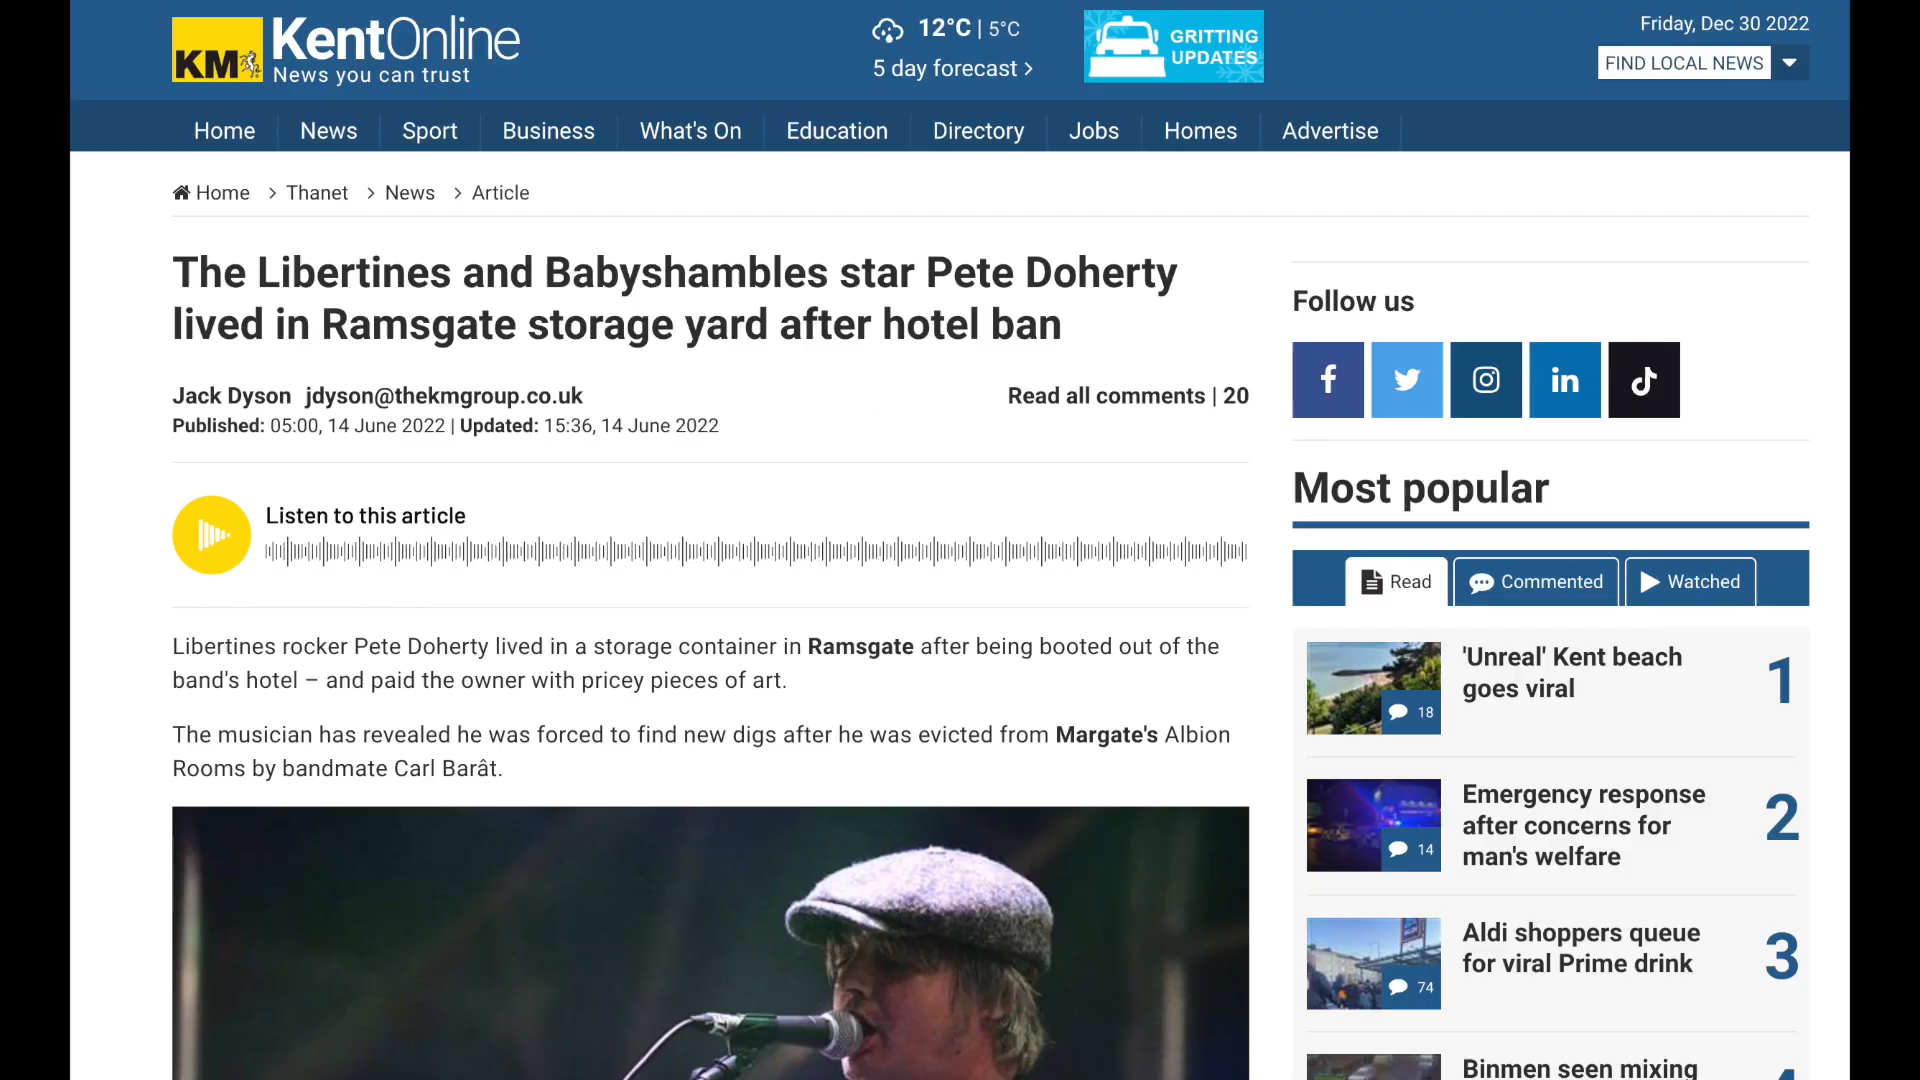 KM
KentOnline
News you can trust
12°C | 5°C
5 day forecast
GRITTING
UPDATES
Friday, Dec 30 2022
FIND LOCAL NEWS
Home
News
Sport
Business
What's On
Education
Directory
Jobs
Homes
Advertise
Home > Thanet > News > Article
The Libertines and Babyshambles star Pete Doherty
lived in Ramsgate storage yard after hotel ban
Jack Dyson jdyson@thekmgroup.co.uk
Read all comments | 20
Published: 05:00, 14 June 2022 | Updated: 15:36, 14 June 2022
Listen to this article
Libertines rocker Pete Doherty lived in a storage container in Ramsgate after being booted out of the
band's hotel – and paid the owner with pricey pieces of art.
The musician has revealed he was forced to find new digs after he was evicted from Margate's Albion
Rooms by bandmate Carl Barât.
Follow us
Most popular
Read
Commented
Watched
'Unreal' Kent beach
goes viral
1
18
Emergency response
after concerns for
man's welfare
2
14
Aldi shoppers queue
for viral Prime drink
3
74
Binmen seen mixing
4